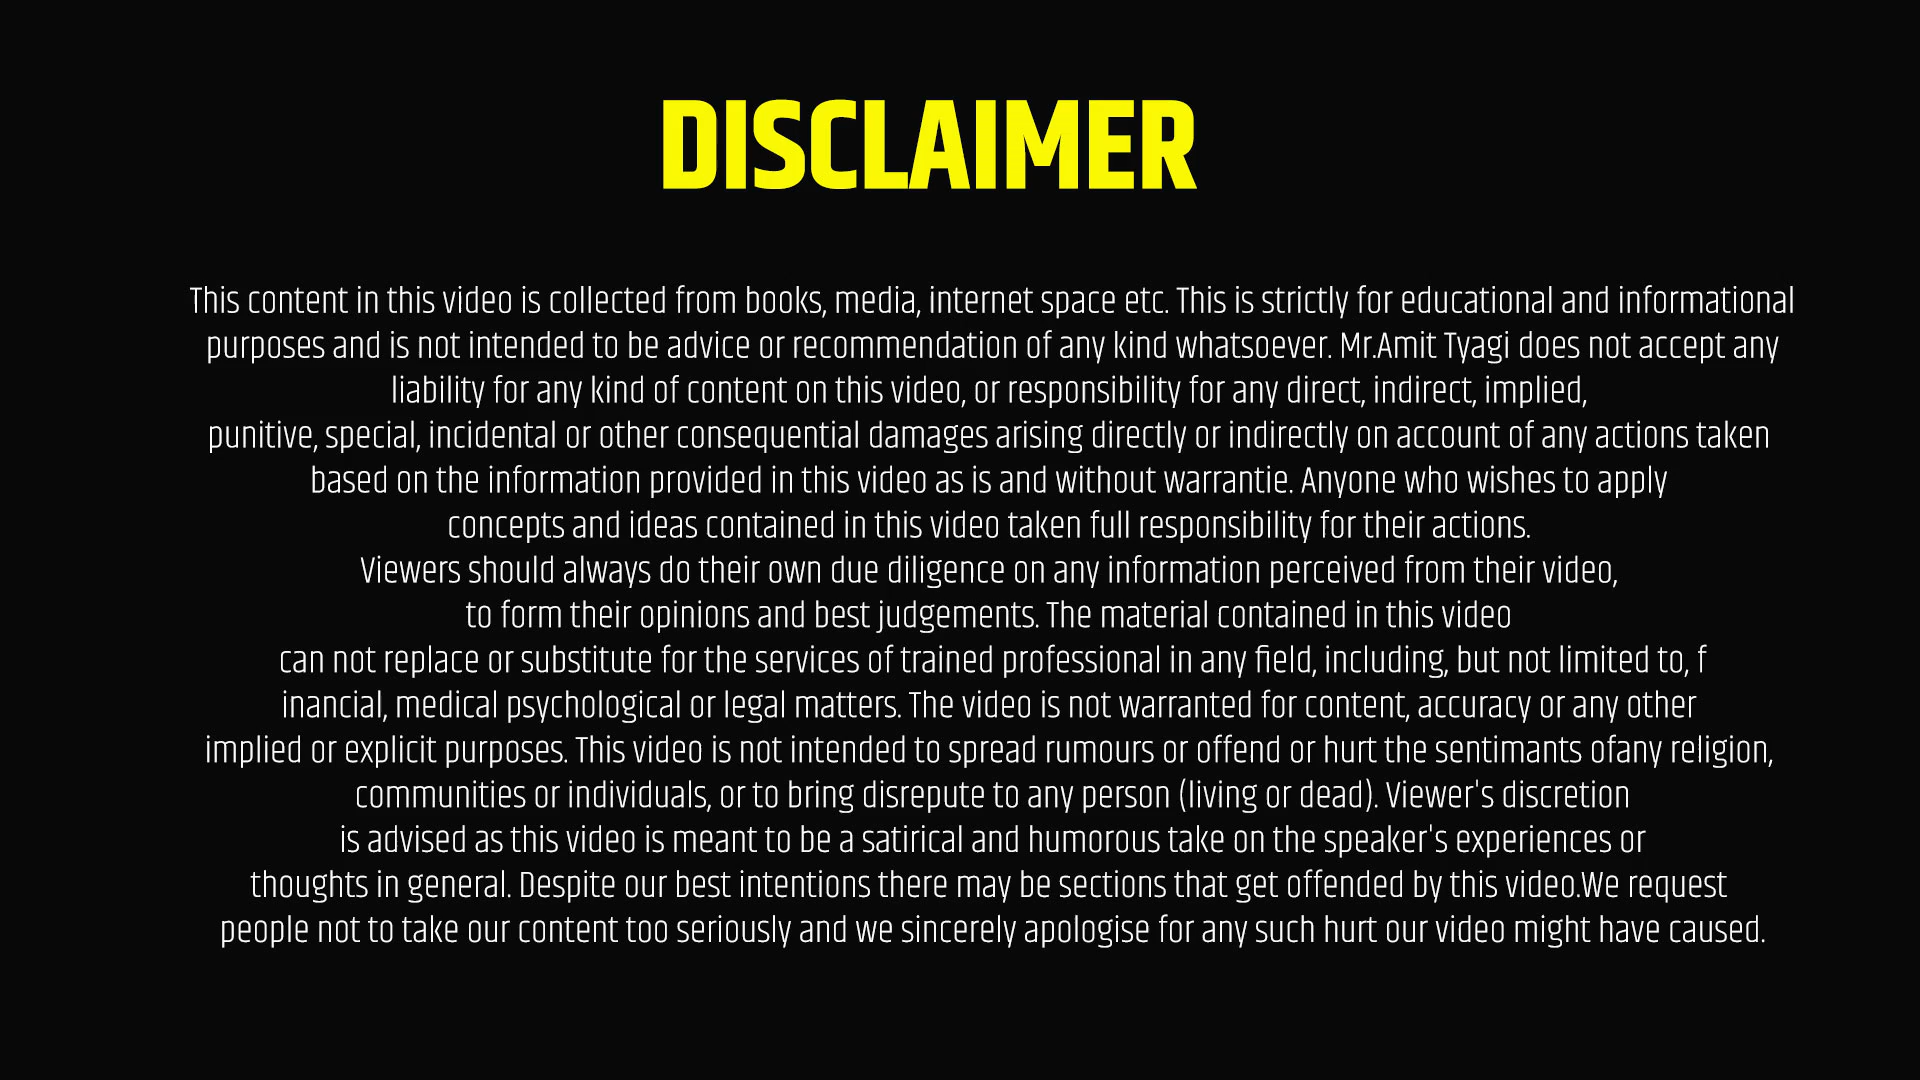 DISCLAIMER
This content in this video is collected from books, media, internet space etc. This is strictly for educational and informational
purposes and is not intended to be advice or recommendation of any kind whatsoever. Mr.Amit Tyagi does not accept any
liability for any kind of content on this video, or responsibility for any direct, indirect, implied,
punitive, special, incidental or other consequential damages arising directly or indirectly on account of any actions taken
based on the information provided in this video as is and without warrantie. Anyone who wishes to apply
concepts and ideas contained in this video taken full responsibility for their actions.
Viewers should always do their own due diligence on any information perceived from their video,
to form their opinions and best judgements. The material contained in this video
can not replace or substitute for the services of trained professional in any field, including, but not limited to, f
inancial, medical psychological or legal matters. The video is not warranted for content, accuracy or any other
implied or explicit purposes. This video is not intended to spread rumours or offend or hurt the sentimants ofany religion,
communities or individuals, or to bring disrepute to any person (living or dead). Viewer's discretion
is advised as this video is meant to be a satirical and humorous take on the speaker's experiences or
thoughts in general. Despite our best intentions there may be sections that get offended by this video.We request
people not to take our content too seriously and we sincerely apologise for any such hurt our video might have caused.